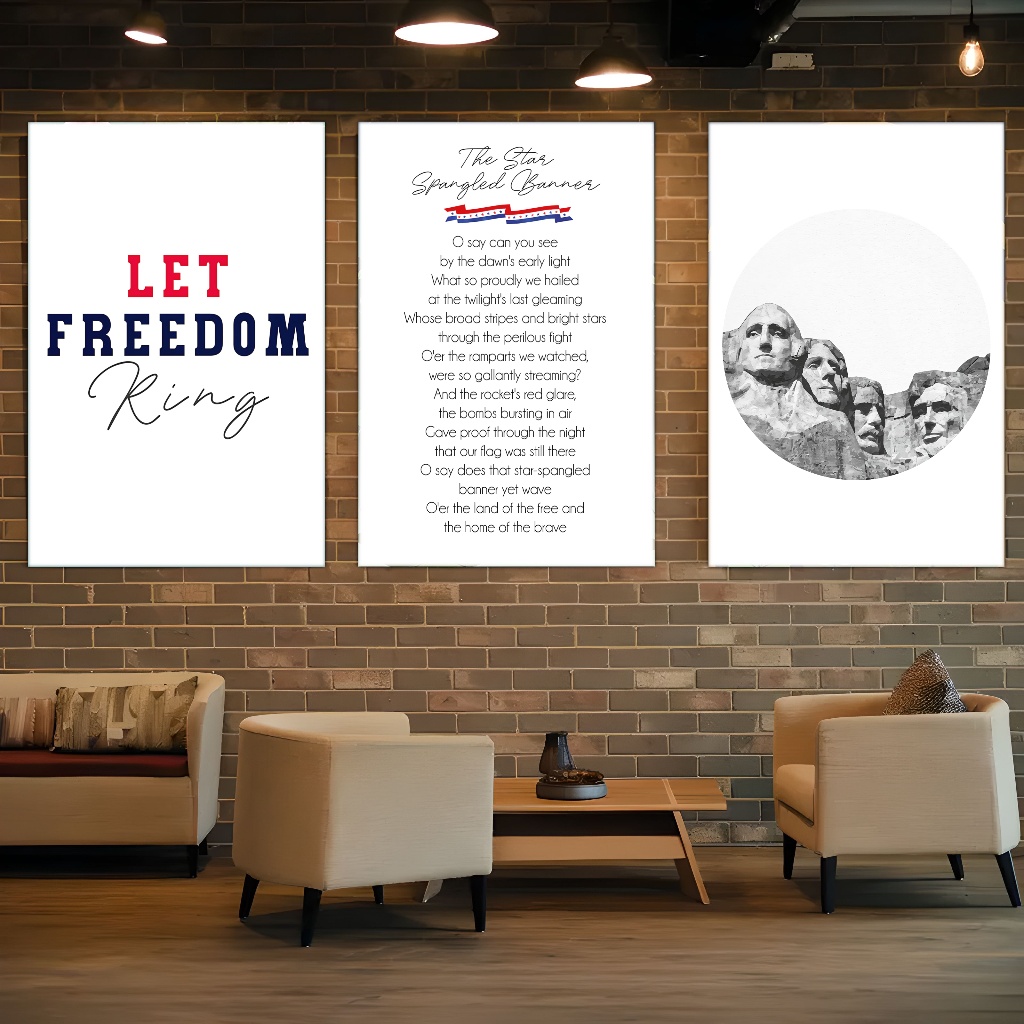 LET
FREEDOM
Ring
The Star
Spangled Banner
O say can you see
by the dawn's early light
What so proudly we hailed
at the twilight's last gleaming
Whose broad stripes and bright stars
through the perilous fight
O'er the ramparts we watched,
were so gallantly streaming?
And the rocket's red glare,
the bombs bursting in air
Gave proof through the night
that our flag was still there
O say does that star-spangled
banner yet wave
O'er the land of the free and
the home of the brave